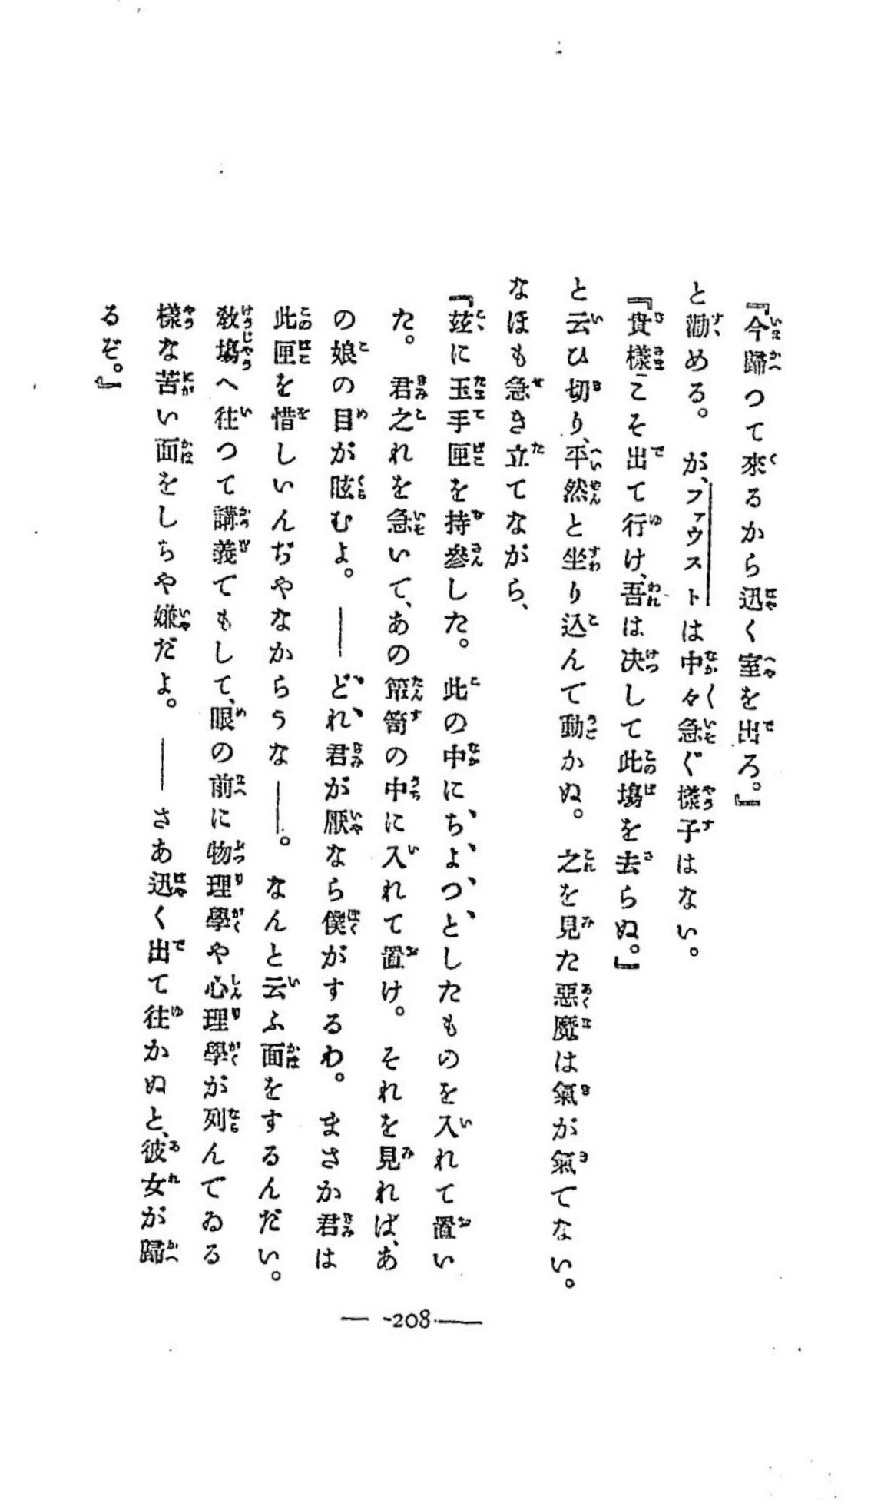 『今歸つて來るから迅く室を出ろ。』
と勸める。が、ファウストは中々急ぐ樣子はない。
『貴樣こそ出て行け、吾は决して此塲を去らぬ。』
と云ひ切り、平然と坐り込んで動かぬ。之を見た惡魔は氣が氣でない。
なほも急き立てながら、
『玆に玉手匣を持參した。此の中にちよつとしたものを入れて置い
た。君之れを急いで、あの簞笥の中に入れて置け。それを見れば、あ
の娘の目が眩むよ。――どれ、君が厭なら僕がするわ。まさか君は
此匣を惜しいんぢやなからうな――。なんと云ふ面をするんだい。
敎塲へ往つて講義でもして、眼の前に物理學や心理學が列んでゐる
樣な苦い面をしちや嫌だよ。――さあ迅く出て往かぬと、彼女が歸
るぞ。』
— -208- —